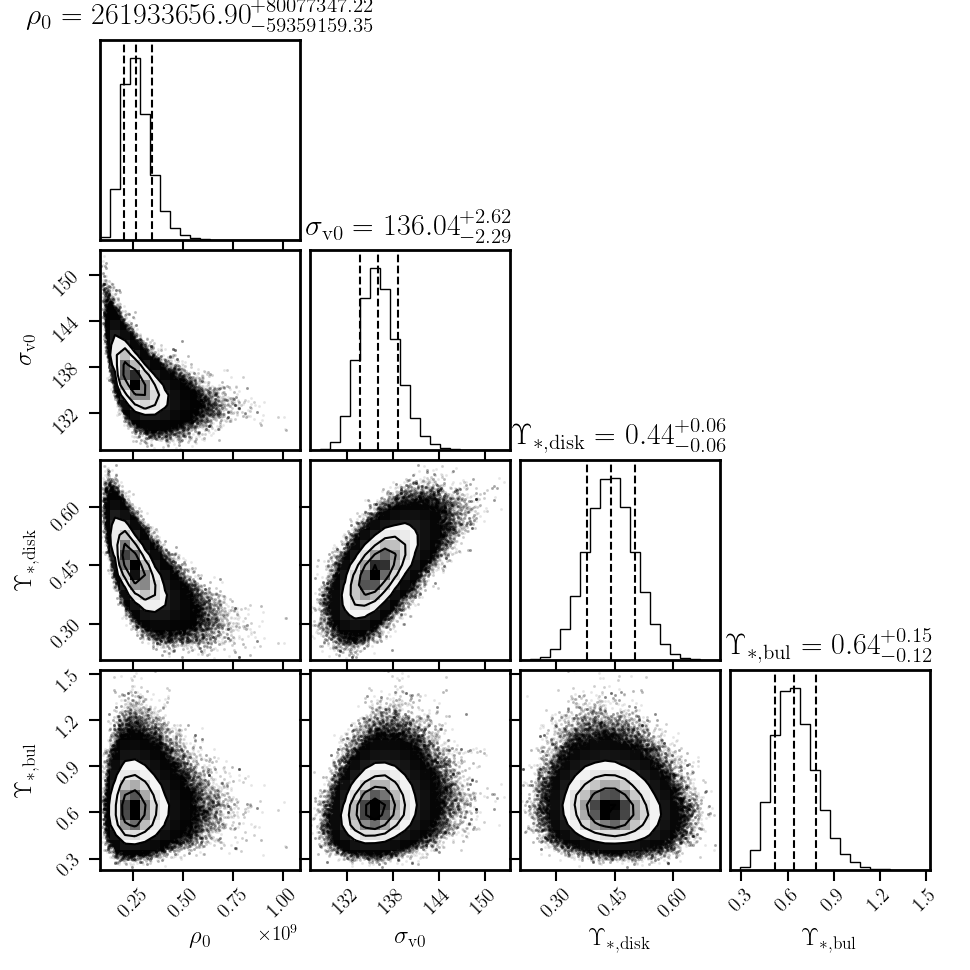 ρ₀ = 261933656.90⁺⁸⁰⁰⁷⁷³⁴⁷·²²₋₅₉₃₅₉₁₅₉.₃₅
σᵥ₀ = 136.04⁺²·⁶²₋₂.₂₉
150
144
138
132
σᵥ₀
ϒ*,disk = 0.44⁺⁰·⁰⁶₋₀.₀₆
0.60
0.45
0.30
ϒ*,disk
ϒ*,bul = 0.64⁺⁰·¹⁵₋₀.₁₂
1.5
1.2
0.9
0.6
0.3
ϒ*,bul
0.25 0.50 0.75 1.00
×10⁹
ρ₀
132 138 144 150
σᵥ₀
0.30 0.45 0.60
ϒ*,disk
0.3 0.6 0.9 1.2 1.5
ϒ*,bul